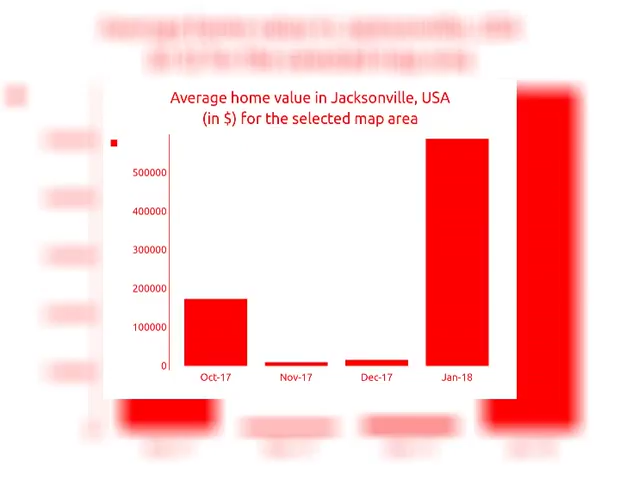 Average home value in Jacksonville, USA
(in $) for the selected map area
500000
400000
300000
200000
100000
0
Oct-17 Nov-17 Dec-17 Jan-18